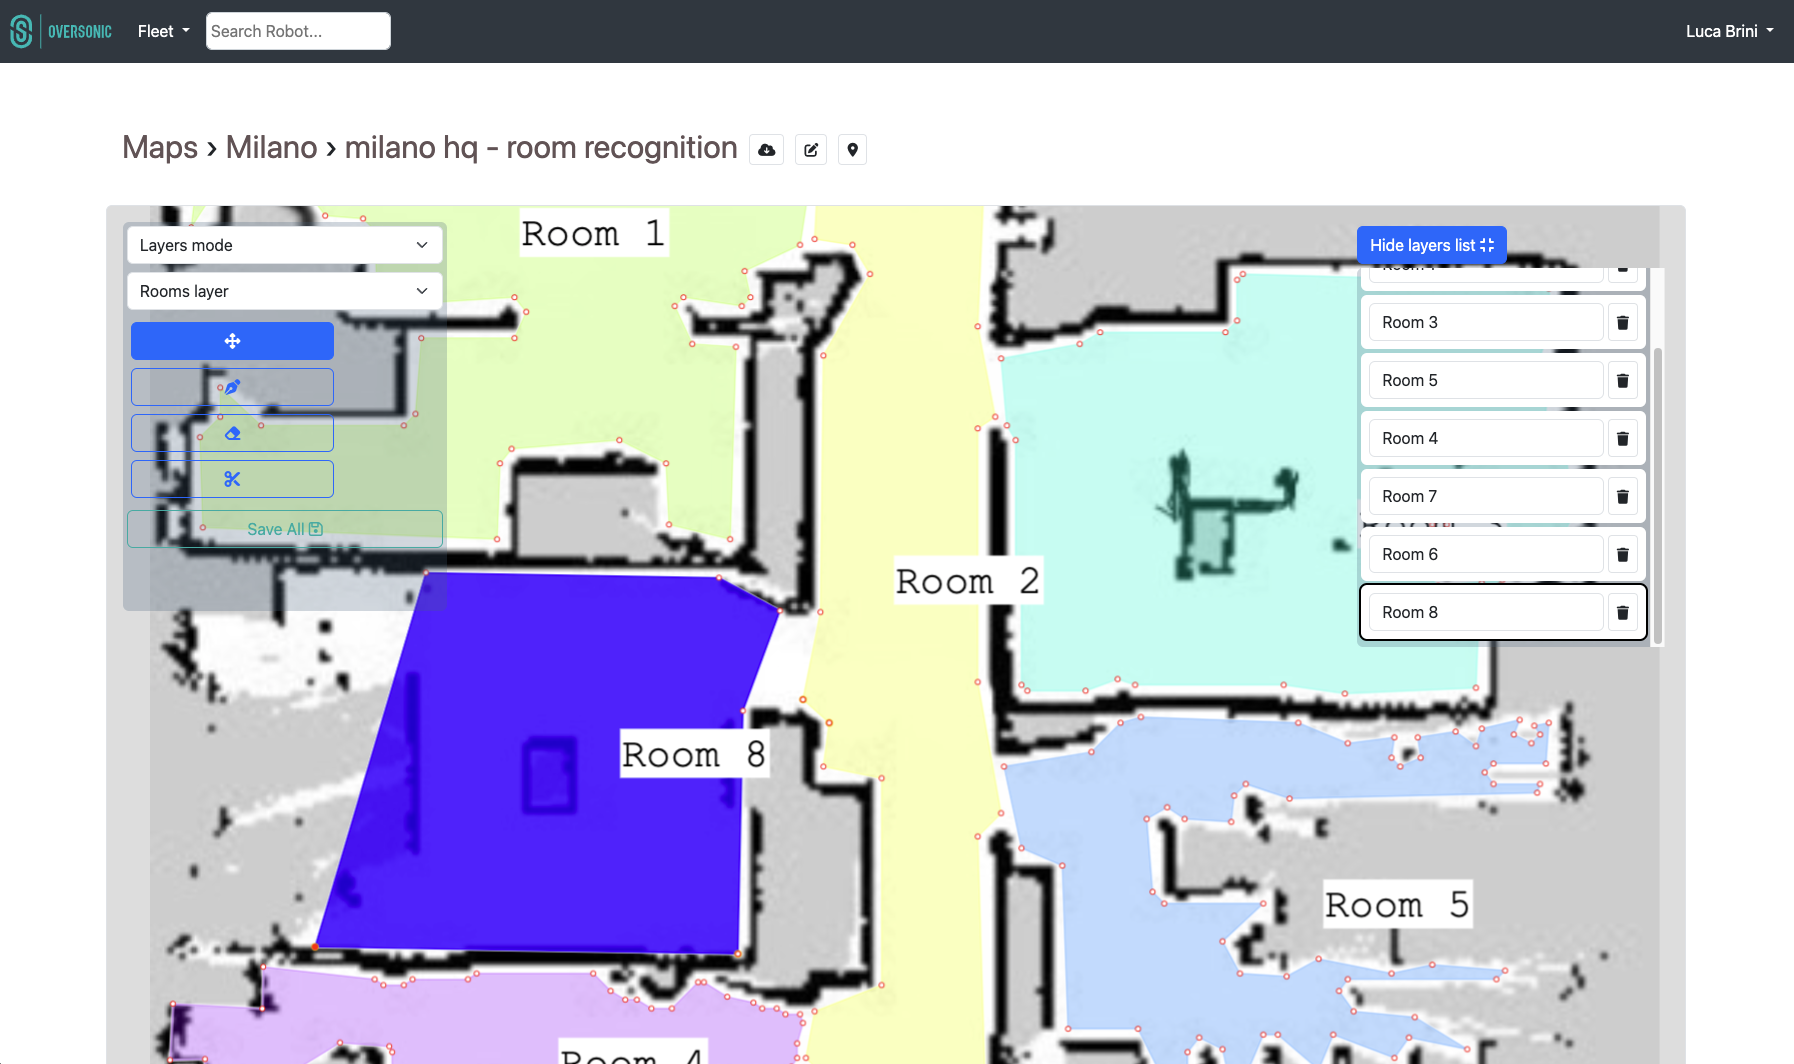 OVERSONIC
Fleet
Search Robot...
Luca Brini
Maps › Milano › milano hq - room recognition
Layers mode
Rooms layer
Save All
Hide layers list
Room 3
Room 5
Room 4
Room 7
Room 6
Room 8
Room 1
Room 2
Room 8
Room 5
Room 4